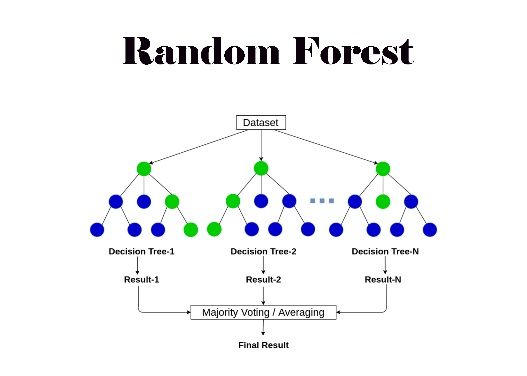 Random Forest
Dataset
Decision Tree-1 Decision Tree-2 Decision Tree-N
Result-1 Result-2 Result-N
Majority Voting / Averaging
Final Result